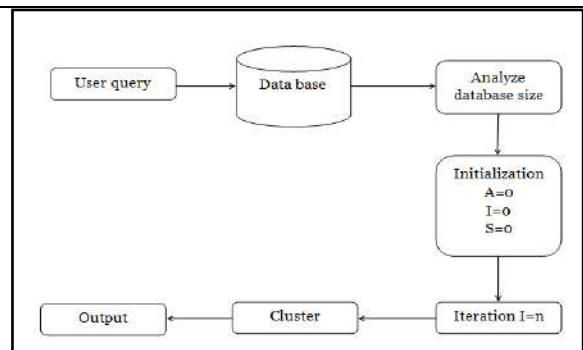 User query
Data base
Analyze
database size
Initialization
A=0
I=0
S=0
Iteration I=n
Cluster
Output